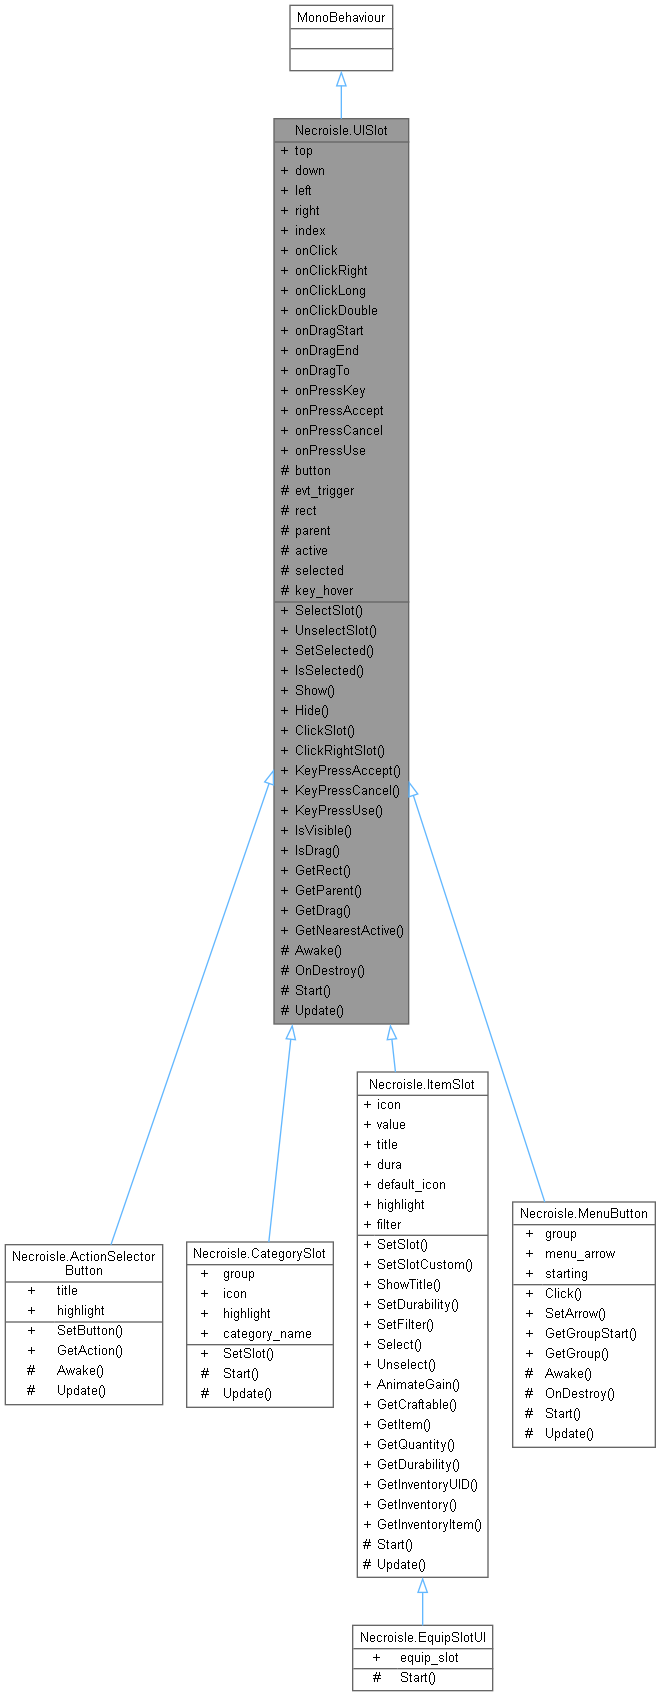 MonoBehaviour
Necroisle.UISlot
+ top
+ down
+ left
+ right
+ index
+ onClick
+ onClickRight
+ onClickLong
+ onClickDouble
+ onDragStart
+ onDragEnd
+ onDragTo
+ onPressKey
+ onPressAccept
+ onPressCancel
+ onPressUse
# button
# evt_trigger
# rect
# parent
# active
# selected
# key_hover
+ SelectSlot()
+ UnselectSlot()
+ SetSelected()
+ IsSelected()
+ Show()
+ Hide()
+ ClickSlot()
+ ClickRightSlot()
+ KeyPressAccept()
+ KeyPressCancel()
+ KeyPressUse()
+ IsVisible()
+ IsDrag()
+ GetRect()
+ GetParent()
+ GetDrag()
+ GetNearestActive()
# Awake()
# OnDestroy()
# Start()
# Update()
Necroisle.ActionSelector
Button
+ title
+ highlight
+ SetButton()
+ GetAction()
# Awake()
# Update()
Necroisle.CategorySlot
+ group
+ icon
+ highlight
+ category_name
+ SetSlot()
# Start()
# Update()
Necroisle.ItemSlot
+ icon
+ value
+ title
+ dura
+ default_icon
+ highlight
+ filter
+ SetSlot()
+ SetSlotCustom()
+ ShowTitle()
+ SetDurability()
+ SetFilter()
+ Select()
+ Unselect()
+ AnimateGain()
+ GetCraftable()
+ GetItem()
+ GetQuantity()
+ GetDurability()
+ GetInventoryUID()
+ GetInventory()
+ GetInventoryItem()
# Start()
# Update()
Necroisle.MenuButton
+ group
+ menu_arrow
+ starting
+ Click()
+ SetArrow()
+ GetGroupStart()
+ GetGroup()
# Awake()
# OnDestroy()
# Start()
# Update()
Necroisle.EquipSlotUI
+ equip_slot
# Start()